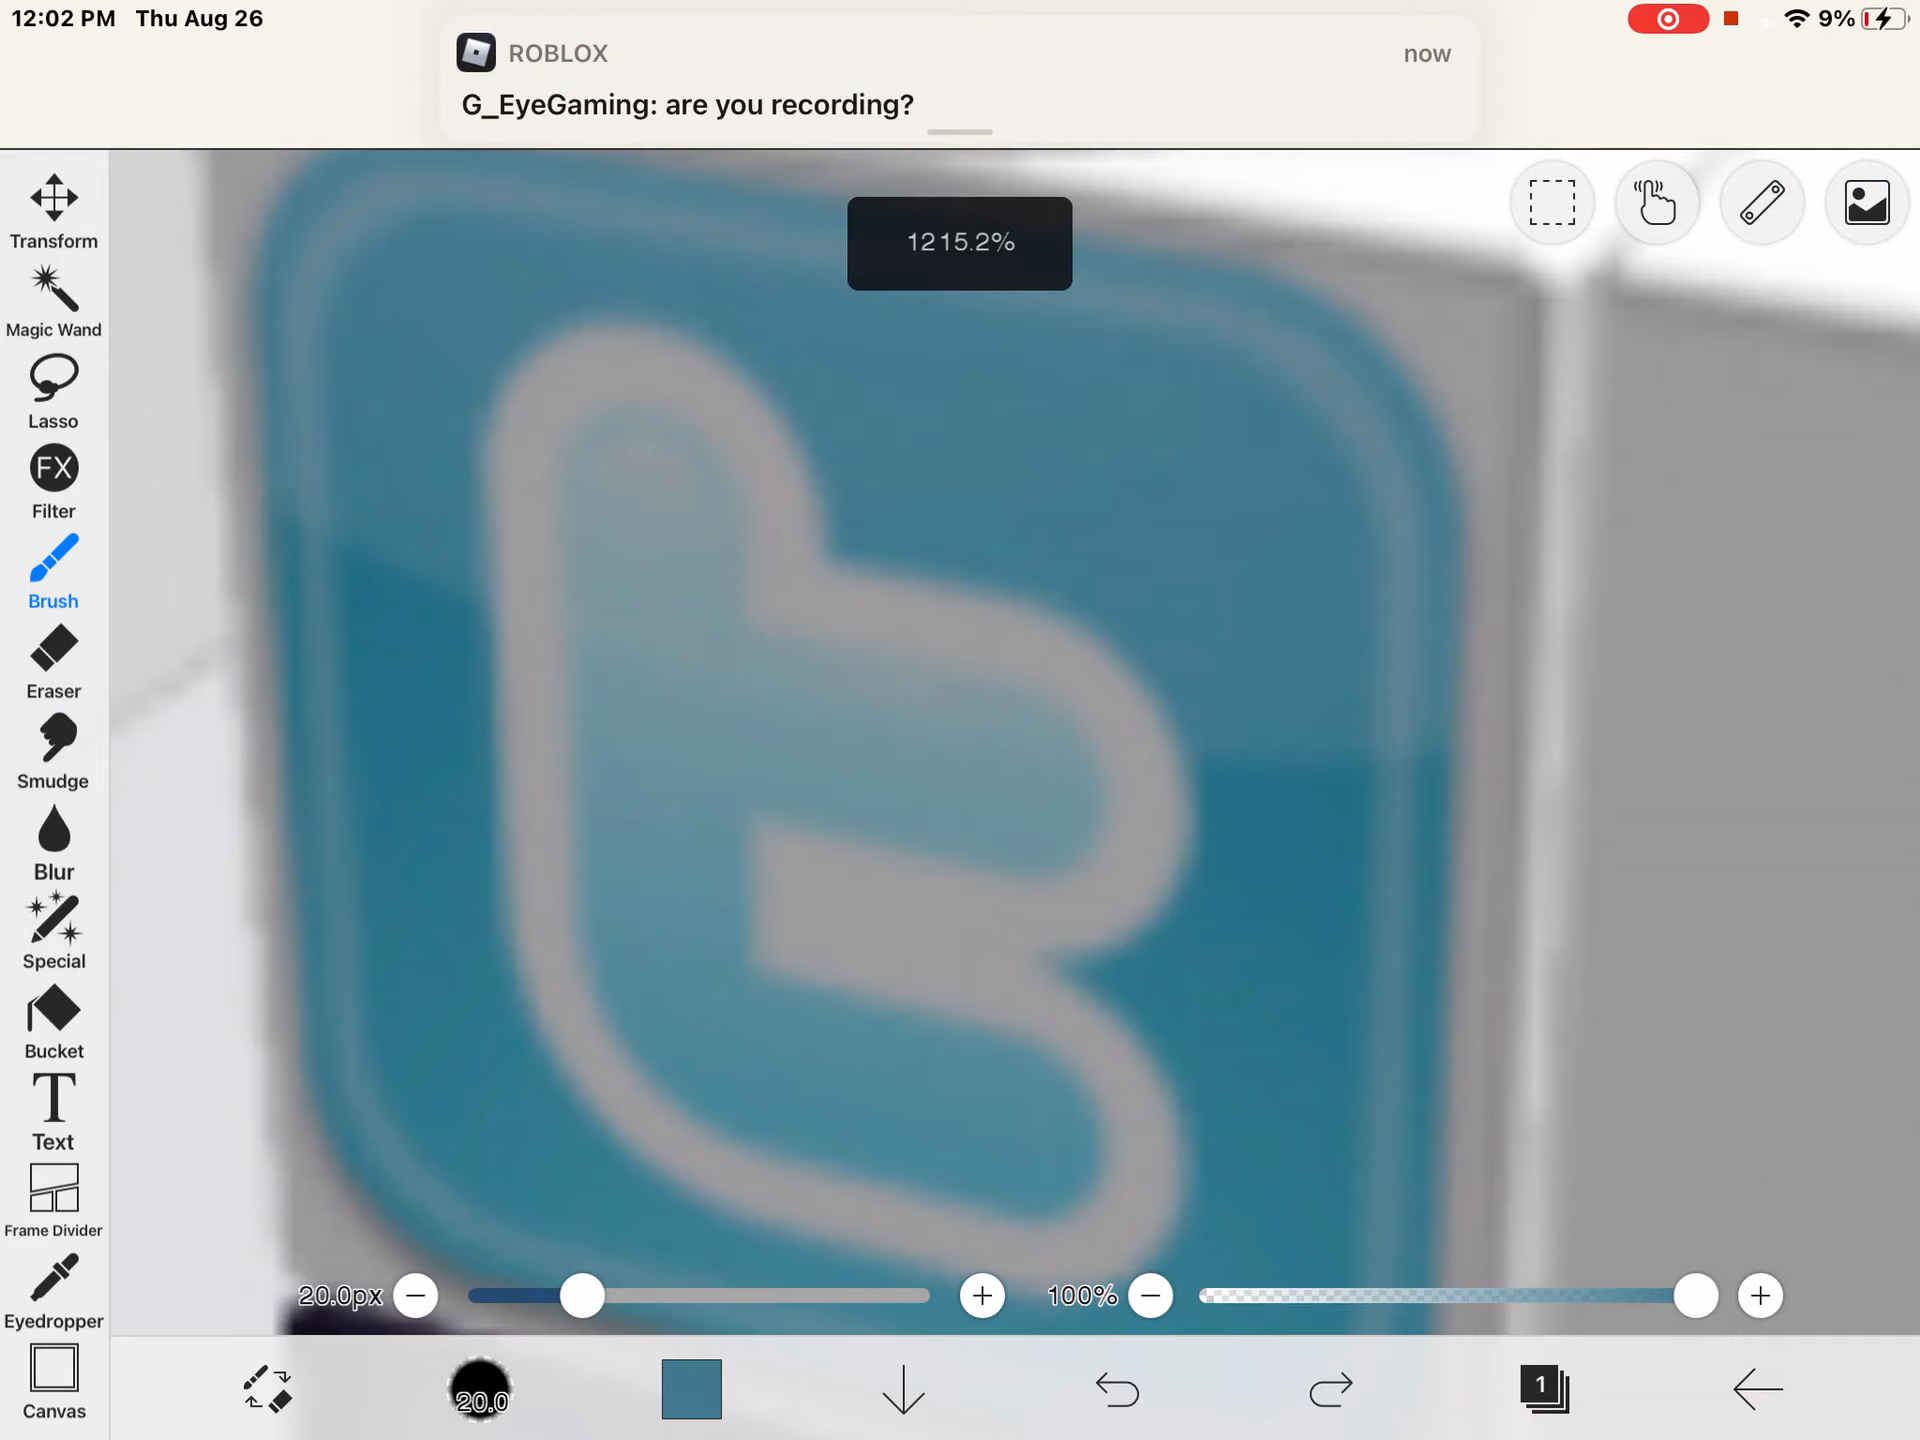 12:02 PM Thu Aug 26
9%
ROBLOX
now
G_EyeGaming: are you recording?
1215.2%
Transform
Magic Wand
Lasso
FX
Filter
Brush
Eraser
Smudge
Blur
Special
Bucket
T
Text
Frame Divider
Eyedropper
Canvas
t
20.0px
100%
20.0
1